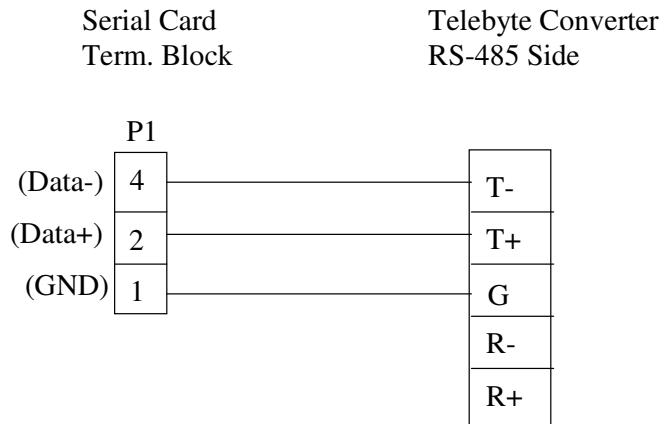 Serial Card
Term. Block
Telebyte Converter
RS-485 Side
P1
(Data-) 4 T-
(Data+) 2 T+
(GND) 1 G
R-
R+